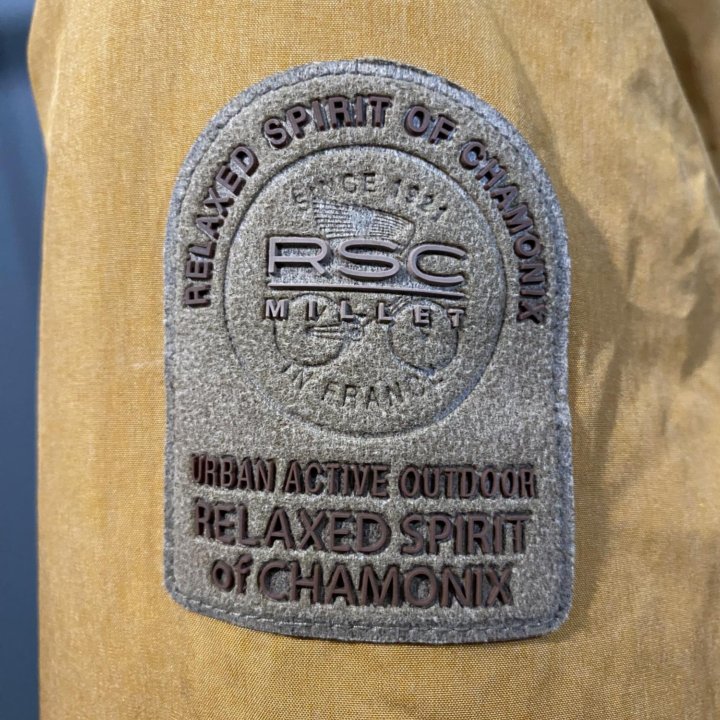 RELAXED SPIRIT OF CHAMONIX
SINCE 1921
RSC
MILLET
IN FRANCE
URBAN ACTIVE OUTDOOR
RELAXED SPIRIT
of CHAMONIX